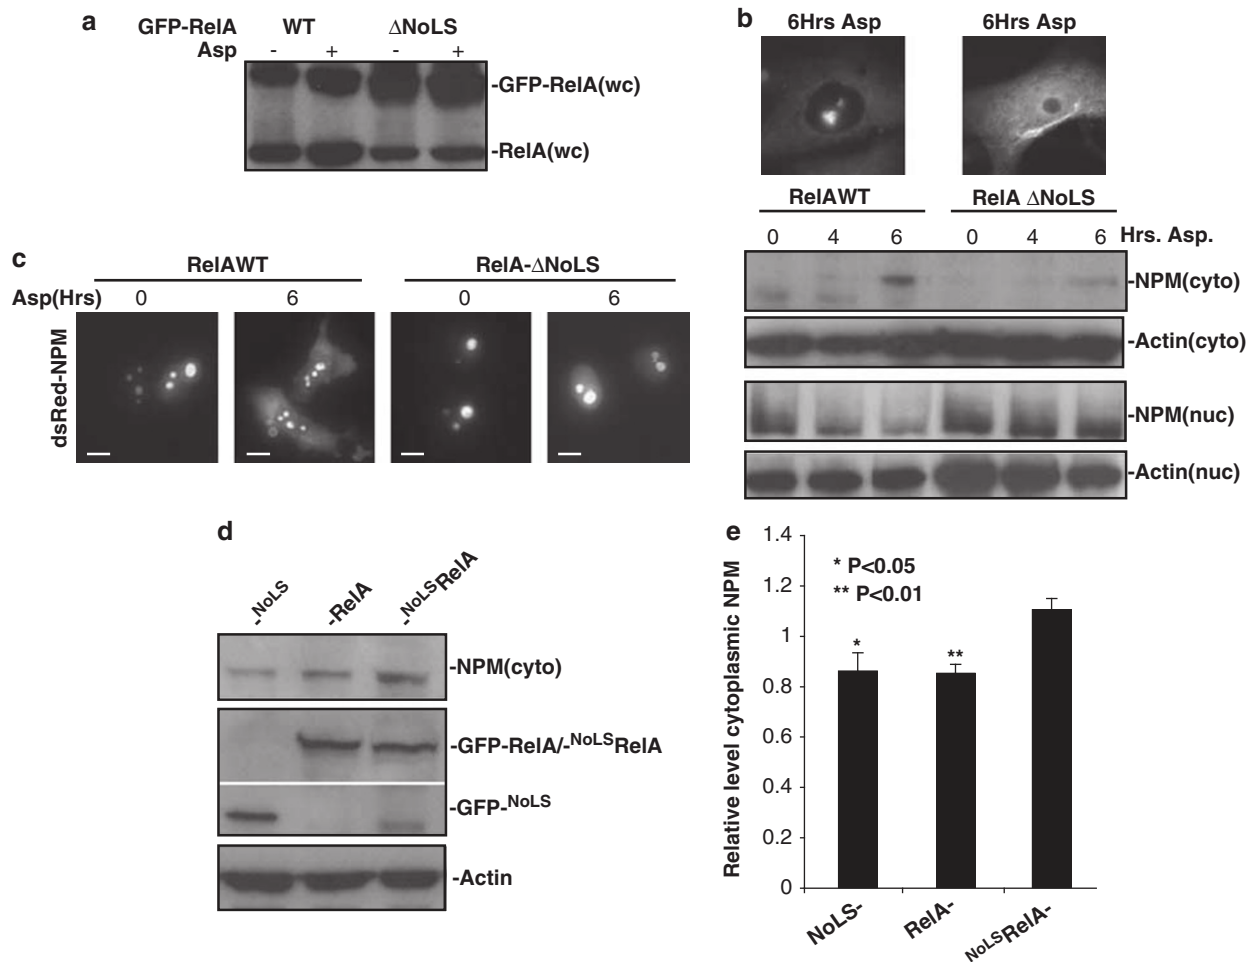 a
GFP-RelA WT ΔNoLS
Asp - + - +
-GFP-RelA(wc)
-RelA(wc)
b
6Hrs Asp 6Hrs Asp
RelAWT RelA ΔNoLS
0 4 6 0 4 6 Hrs. Asp.
-NPM(cyto)
-Actin(cyto)
-NPM(nuc)
-Actin(nuc)
c
RelAWT RelA-ΔNoLS
Asp(Hrs) 0 6 0 6
dsRed-NPM
d
-NoLS -RelA -NoLSRelA
-NPM(cyto)
-GFP-RelA/-NoLSRelA
-GFP-NoLS
-Actin
e
Relative level cytoplasmic NPM
1.4
1.2
1
0.8
0.6
0.4
0.2
0
* P<0.05
** P<0.01
* **
NoLS- RelA- NoLSRelA-